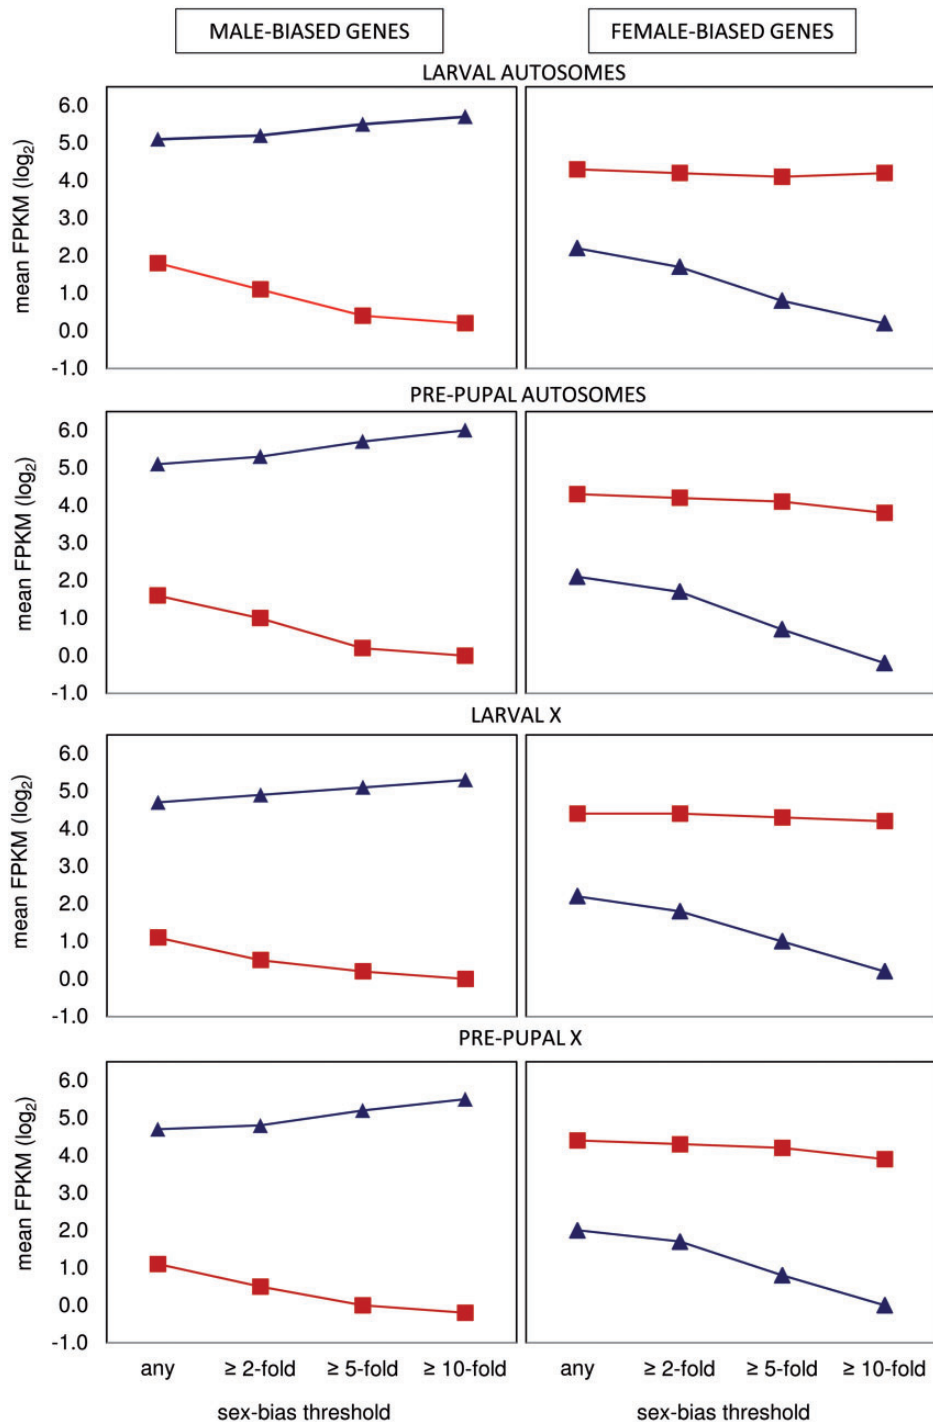 MALE-BIASED GENES
FEMALE-BIASED GENES
LARVAL AUTOSOMES
mean FPKM (log2)
6.0
5.0
4.0
3.0
2.0
1.0
0.0
-1.0
PRE-PUPAL AUTOSOMES
mean FPKM (log2)
6.0
5.0
4.0
3.0
2.0
1.0
0.0
-1.0
LARVAL X
mean FPKM (log2)
6.0
5.0
4.0
3.0
2.0
1.0
0.0
-1.0
PRE-PUPAL X
mean FPKM (log2)
6.0
5.0
4.0
3.0
2.0
1.0
0.0
-1.0
any ≥ 2-fold ≥ 5-fold ≥ 10-fold
any ≥ 2-fold ≥ 5-fold ≥ 10-fold
sex-bias threshold
sex-bias threshold